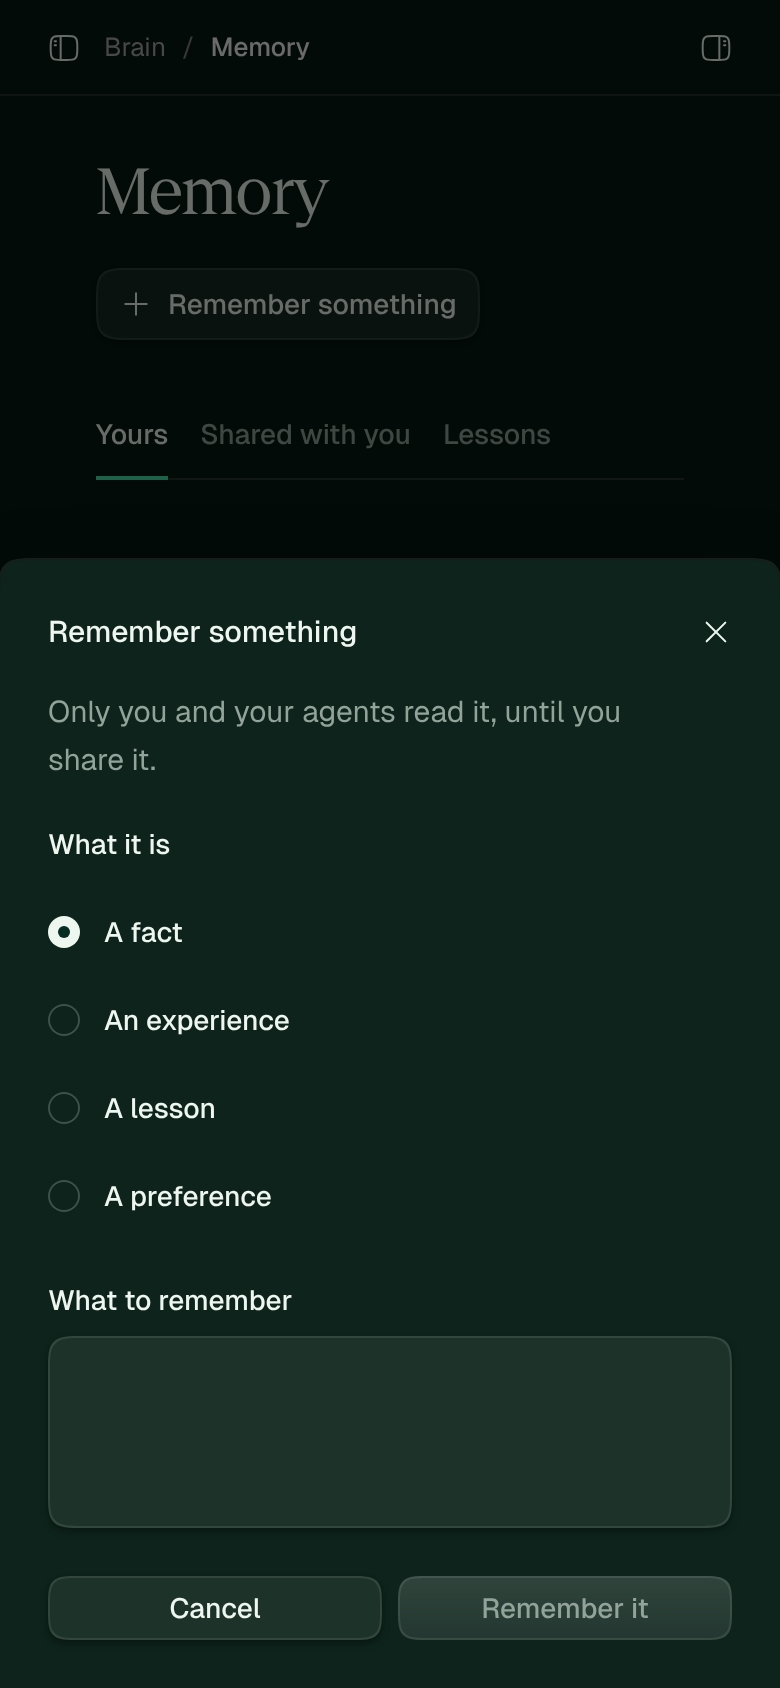 Brain / Memory
Memory
Remember something
Yours Shared with you Lessons
Remember something
Only you and your agents read it, until you
share it.
What it is
A fact
An experience
A lesson
A preference
What to remember
Cancel Remember it